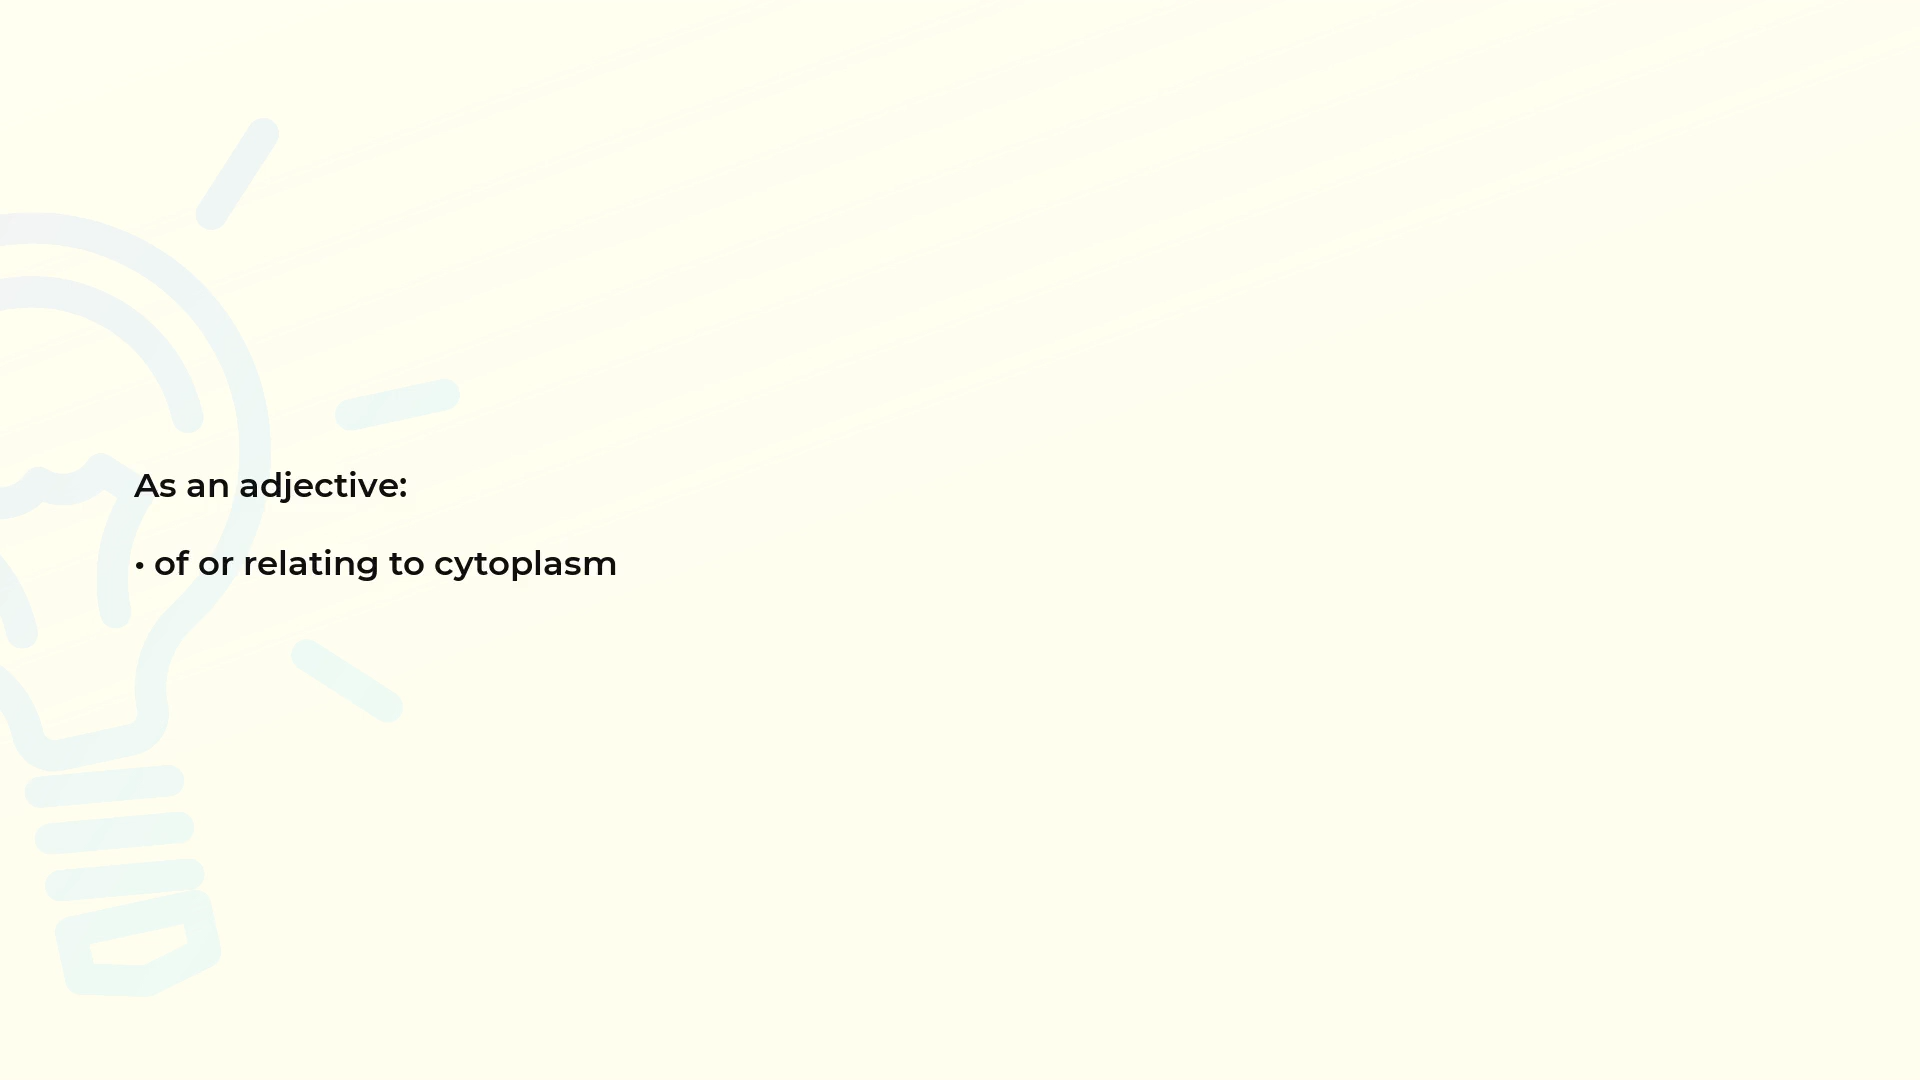 As an adjective:
• of or relating to cytoplasm